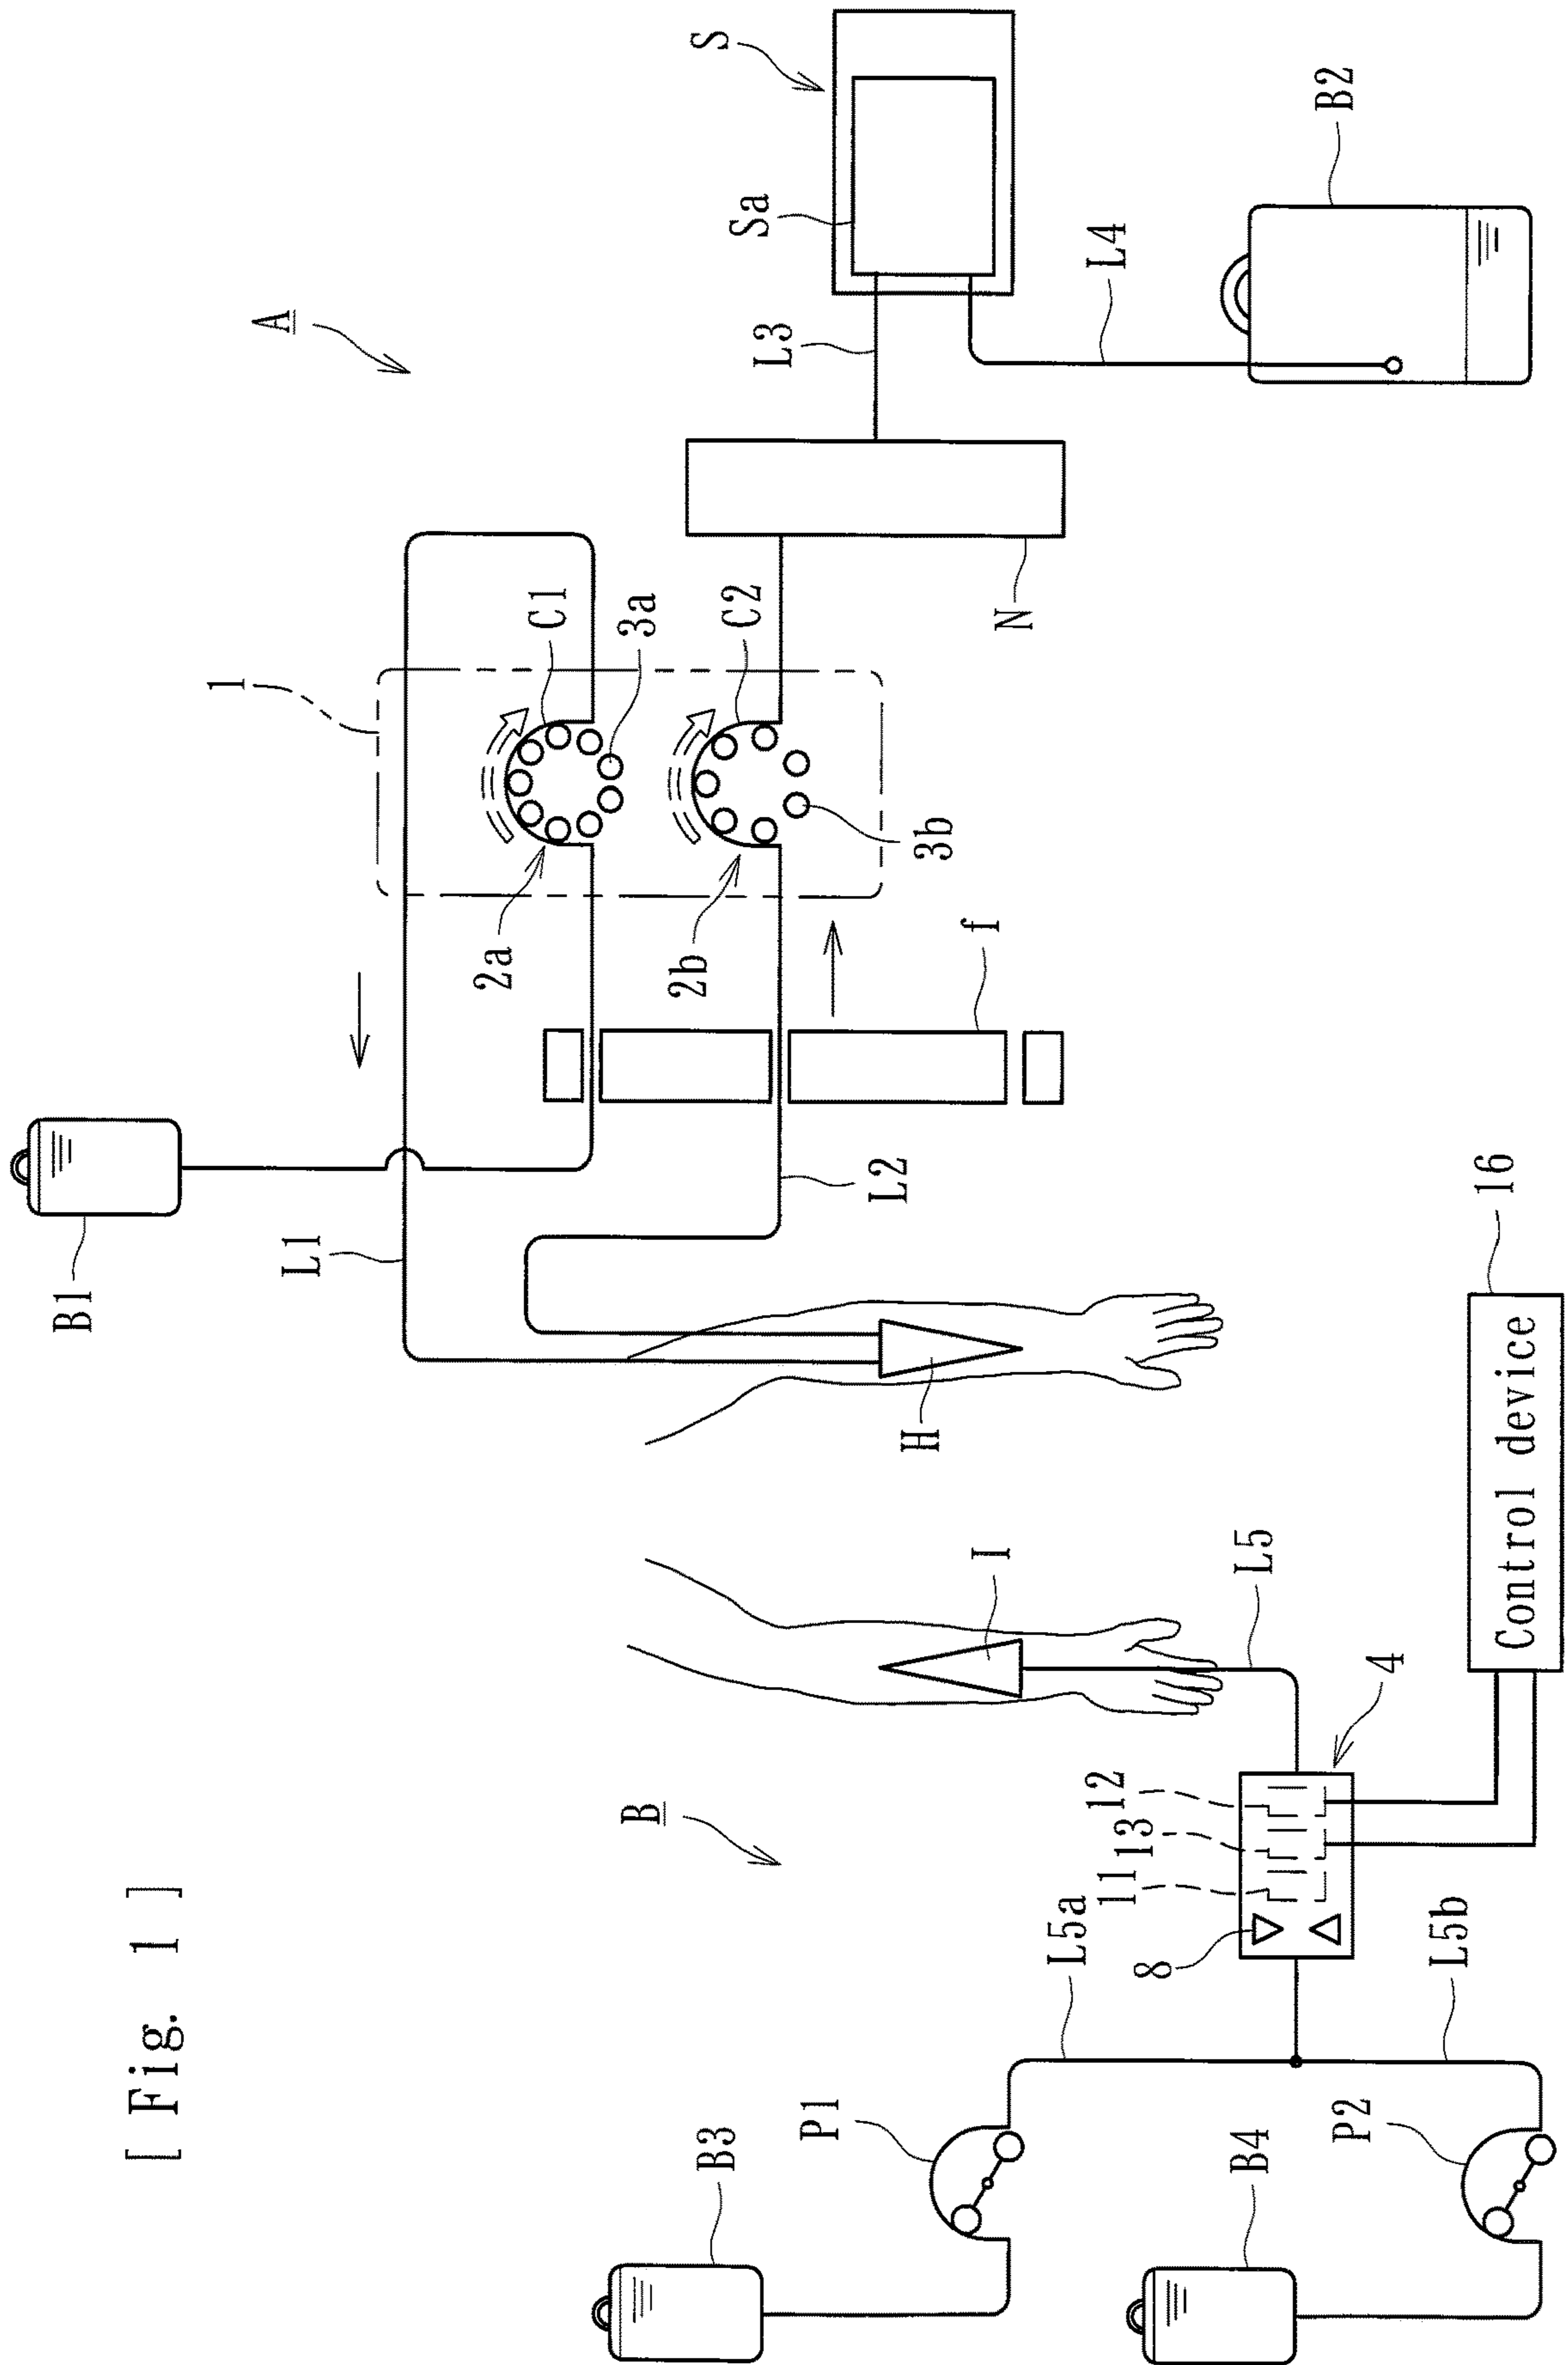 [ Fig. 1 ]
A
B
B1
L1
1
2a
C1
3a
2b
C2
3b
f
L2
H
N
L3
S
Sa
L4
B2
I
L5
4
12
13
11
8
L5a
L5b
P1
P2
B3
B4
16
Control device